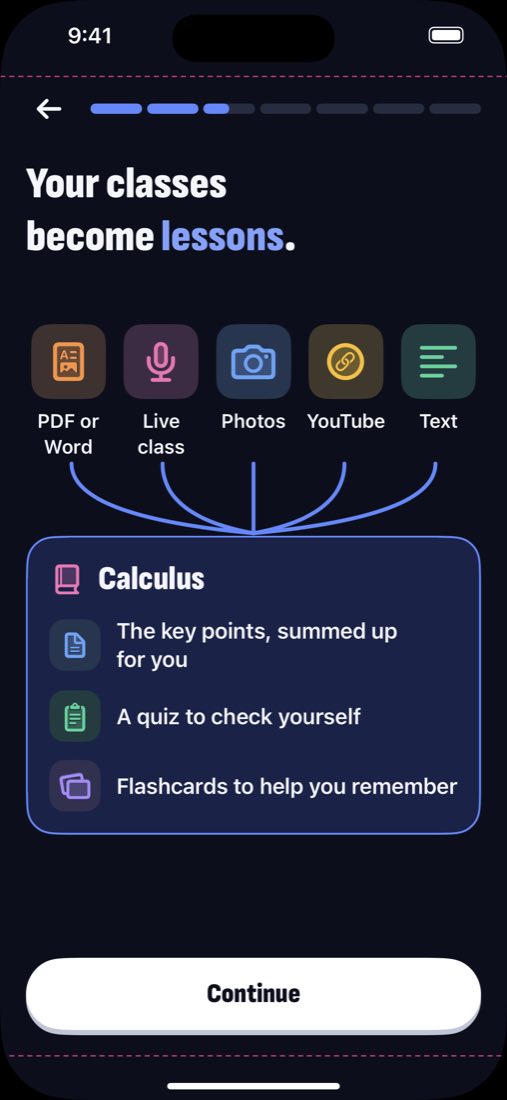 9:41
Your classes
become lessons.
PDF or
Word
Live
class
Photos
YouTube
Text
Calculus
The key points, summed up
for you
A quiz to check yourself
Flashcards to help you remember
Continue